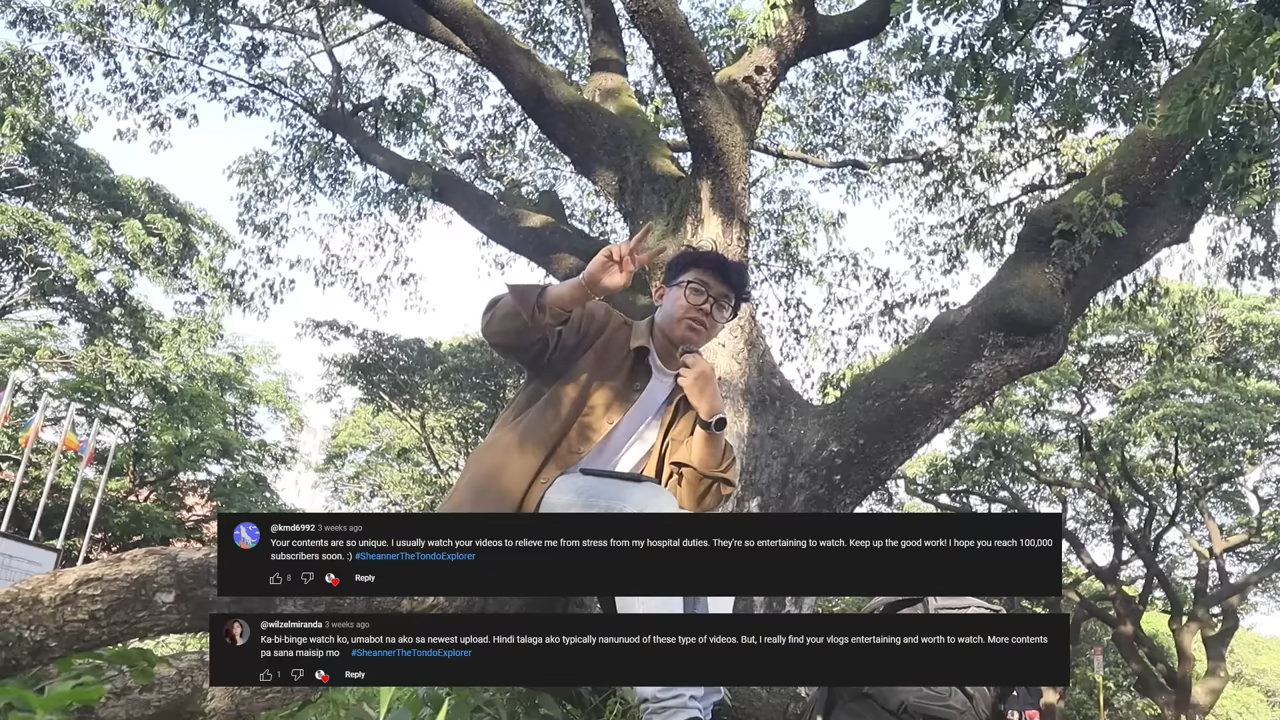 @kmd6992 3 weeks ago
Your contents are so unique. I usually watch your videos to relieve me from stress from my hospital duties. They're so entertaining to watch. Keep up the good work! I hope you reach 100,000
subscribers soon. :) #SheannerTheTondoExplorer
8 Reply
@wilzelmiranda 3 weeks ago
Ka-bi-binge watch ko, umabot na ako sa newest upload. Hindi talaga ako typically nanunuod of these type of videos. But, I really find your vlogs entertaining and worth to watch. More contents
pa sana maisip mo #SheannerTheTondoExplorer
1 Reply